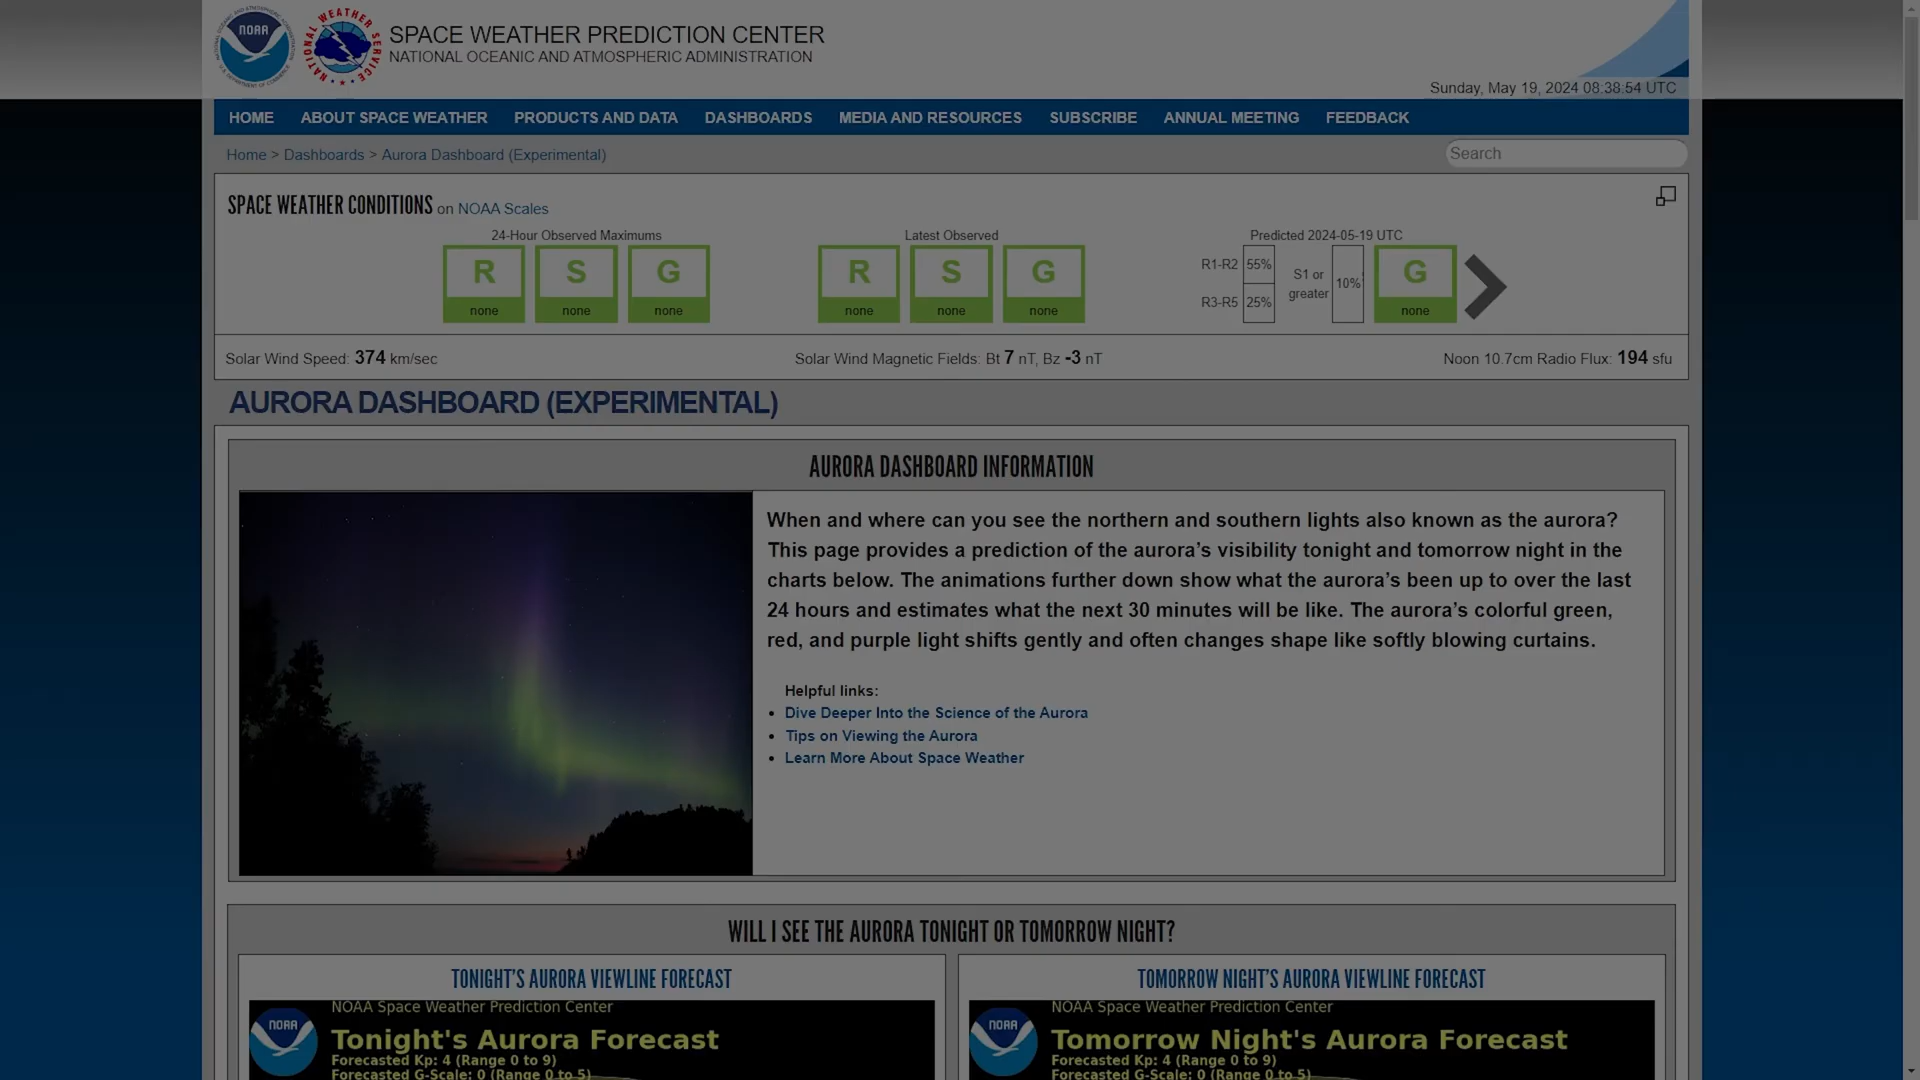 NOAA
NATIONAL WEATHER SERVICE
SPACE WEATHER PREDICTION CENTER
NATIONAL OCEANIC AND ATMOSPHERIC ADMINISTRATION
Sunday, May 19, 2024 08:38:54 UTC
HOME ABOUT SPACE WEATHER PRODUCTS AND DATA DASHBOARDS MEDIA AND RESOURCES SUBSCRIBE ANNUAL MEETING FEEDBACK
Home > Dashboards > Aurora Dashboard (Experimental)
Search
SPACE WEATHER CONDITIONS on NOAA Scales
24-Hour Observed Maximums
R S G
none none none
Latest Observed
R S G
none none none
Predicted 2024-05-19 UTC
R1-R2 55%
R3-R5 25%
S1 or
greater
10%
G
none
Solar Wind Speed: 374 km/sec
Solar Wind Magnetic Fields: Bt 7 nT, Bz -3 nT
Noon 10.7cm Radio Flux: 194 sfu
AURORA DASHBOARD (EXPERIMENTAL)
AURORA DASHBOARD INFORMATION
When and where can you see the northern and southern lights also known as the aurora?
This page provides a prediction of the aurora’s visibility tonight and tomorrow night in the
charts below. The animations further down show what the aurora’s been up to over the last
24 hours and estimates what the next 30 minutes will be like. The aurora’s colorful green,
red, and purple light shifts gently and often changes shape like softly blowing curtains.
Helpful links:
• Dive Deeper Into the Science of the Aurora
• Tips on Viewing the Aurora
• Learn More About Space Weather
WILL I SEE THE AURORA TONIGHT OR TOMORROW NIGHT?
TONIGHT'S AURORA VIEWLINE FORECAST
NOAA
NOAA Space Weather Prediction Center
Tonight's Aurora Forecast
Forecasted Kp: 4 (Range 0 to 9)
Forecasted G-Scale: 0 (Range 0 to 5)
TOMORROW NIGHT'S AURORA VIEWLINE FORECAST
NOAA
NOAA Space Weather Prediction Center
Tomorrow Night's Aurora Forecast
Forecasted Kp: 4 (Range 0 to 9)
Forecasted G-Scale: 0 (Range 0 to 5)